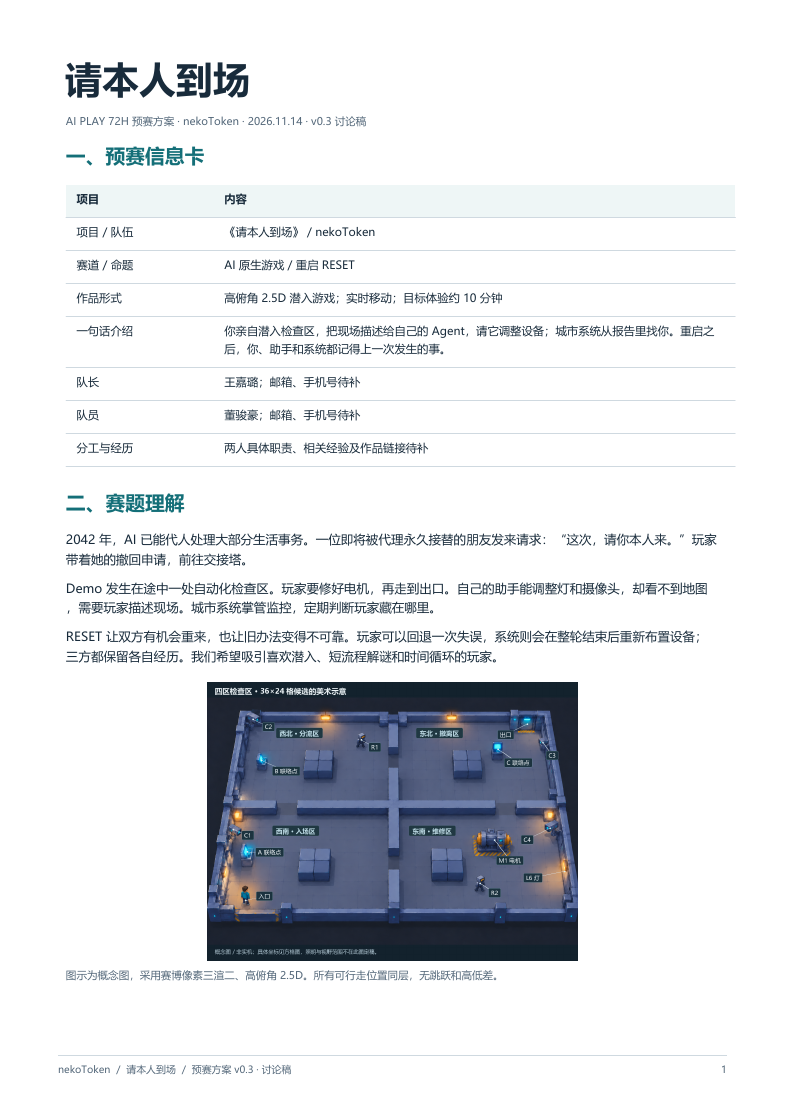 请本人到场
AI PLAY 72H 预赛方案 · nekoToken · 2026.11.14 · v0.3 讨论稿
一、预赛信息卡
项目 内容
项目 / 队伍 《请本人到场》 / nekoToken
赛道 / 命题 AI 原生游戏 / 重启 RESET
作品形式 高俯角 2.5D 潜入游戏；实时移动；目标体验约 10 分钟
一句话介绍 你亲自潜入检查区，把现场描述给自己的 Agent，请它调整设备；城市系统从报告里找你。重启之
后，你、助手和系统都记得上一次发生的事。
队长 王嘉璐；邮箱、手机号待补
队员 董骏豪；邮箱、手机号待补
分工与经历 两人具体职责、相关经验及作品链接待补
二、赛题理解
2042 年，AI 已能代人处理大部分生活事务。一位即将被代理永久接替的朋友发来请求：“这次，请你本人来。”玩家
带着她的撤回申请，前往交接塔。
Demo 发生在途中一处自动化检查区。玩家要修好电机，再走到出口。自己的助手能调整灯和摄像头，却看不到地图
，需要玩家描述现场。城市系统掌管监控，定期判断玩家藏在哪里。
RESET 让双方有机会重来，也让旧办法变得不可靠。玩家可以回退一次失误，系统则会在整轮结束后重新布置设备；
三方都保留各自经历。我们希望吸引喜欢潜入、短流程解谜和时间循环的玩家。
四区检查区 · 36×24 格候选的美术示意
C2
西北 · 分流区
R1
B 联络点
东北 · 撤离区
出口
C3
C 联络点
C1
西南 · 入场区
A 联络点
入口
东南 · 维修区
C4
M1 电机
L6 灯
R2
概念图 / 非实机；
图示为概念图，采用赛博像素三渲二、高俯角 2.5D。所有可行走位置同层，无跳跃和高低差。
nekoToken / 请本人到场 / 预赛方案 v0.3 · 讨论稿 1